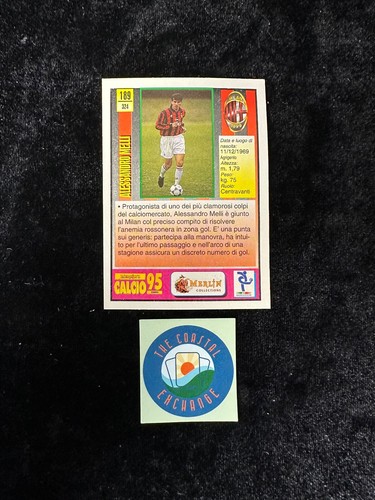 189
324
ALESSANDRO MELLI
Data e luogo di
nascita:
11/12/1969
Agrigento
Altezza:
m. 1,79
Peso:
kg. 75
Ruolo:
Centravanti
• Protagonista di uno dei più clamorosi colpi
del calciomercato, Alessandro Melli è giunto
al Milan col preciso compito di risolvere
l'anemia rossonera in zona gol. E' una punta
sui generis: partecipa alla manovra, ha intui-
to per l'ultimo passaggio e nell'arco di una
stagione assicura un discreto numero di gol.
CALCIO 95
MERLIN
COLLECTIONS
THE COASTAL
EXCHANGE